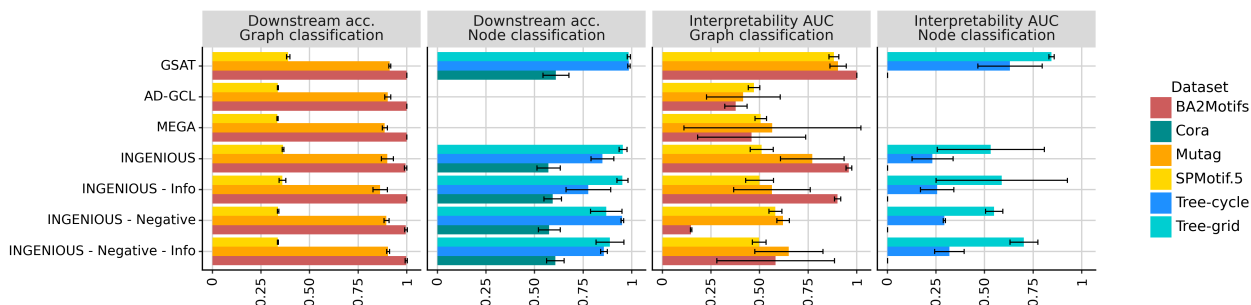 Downstream acc.
Graph classification
Downstream acc.
Node classification
Interpretability AUC
Graph classification
Interpretability AUC
Node classification
GSAT
AD-GCL
MEGA
INGENIOUS
INGENIOUS - Info
INGENIOUS - Negative
INGENIOUS - Negative - Info
0
0.25
0.50
0.75
1
0
0.25
0.50
0.75
1
0
0.25
0.50
0.75
1
0
0.25
0.50
0.75
1
Dataset
BA2Motifs
Cora
Mutag
SPMotif.5
Tree-cycle
Tree-grid